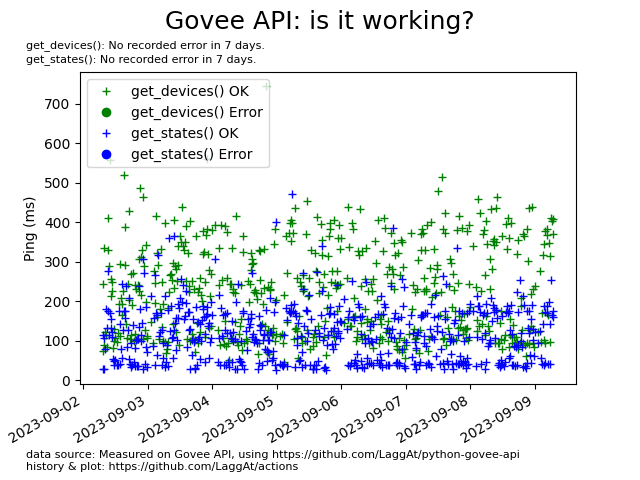 Govee API: is it working?
get_devices(): No recorded error in 7 days.
get_states(): No recorded error in 7 days.
get_devices() OK
get_devices() Error
get_states() OK
get_states() Error
Ping (ms)
700
600
500
400
300
200
100
0
2023-09-02
2023-09-03
2023-09-04
2023-09-05
2023-09-06
2023-09-07
2023-09-08
2023-09-09
data source: Measured on Govee API, using https://github.com/LaggAt/python-govee-api
history & plot: https://github.com/LaggAt/actions